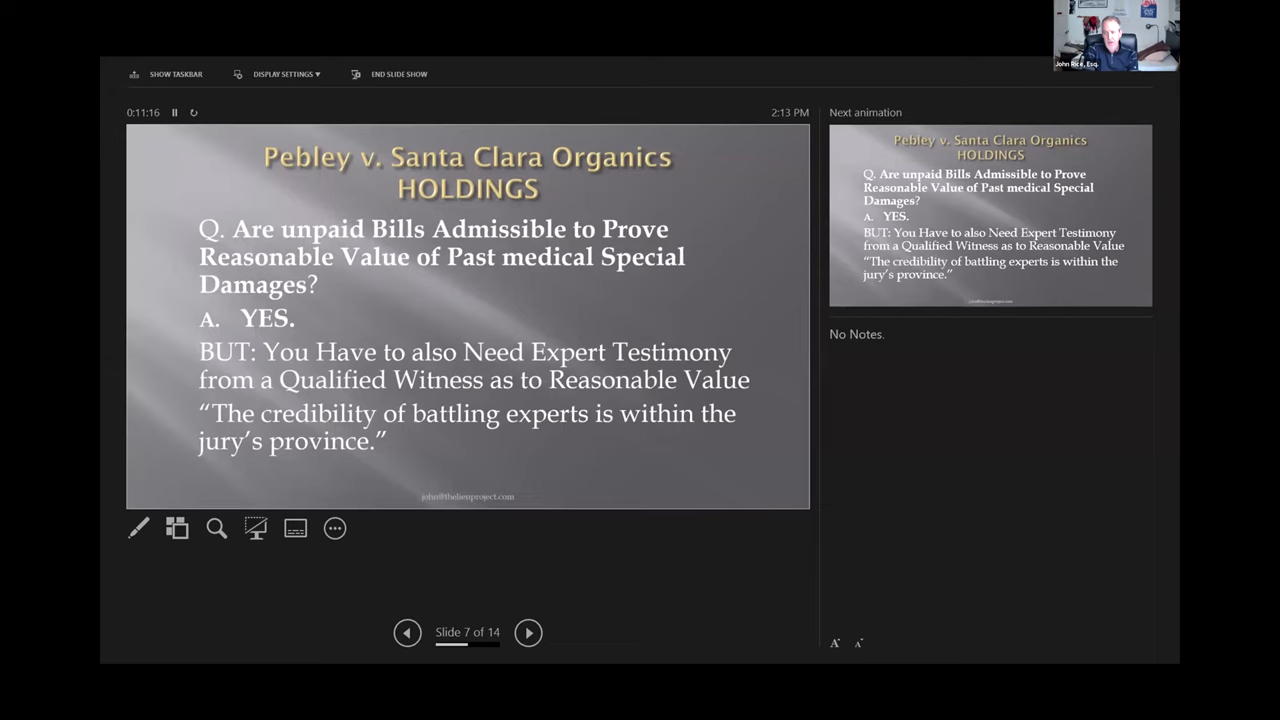 John Rice, Esq.
SHOW TASKBAR
DISPLAY SETTINGS ▾
END SLIDE SHOW
0:11:16
2:13 PM
Next animation
Pebley v. Santa Clara Organics
HOLDINGS
Q. Are unpaid Bills Admissible to Prove
Reasonable Value of Past medical Special
Damages?
A. YES.
BUT: You Have to also Need Expert Testimony
from a Qualified Witness as to Reasonable Value
“The credibility of battling experts is within the
jury’s province.”
john@thelienproject.com
Pebley v. Santa Clara Organics
HOLDINGS
Q. Are unpaid Bills Admissible to Prove
Reasonable Value of Past medical Special
Damages?
A. YES.
BUT: You Have to also Need Expert Testimony
from a Qualified Witness as to Reasonable Value
“The credibility of battling experts is within the
jury’s province.”
john@thelienproject.com
No Notes.
Slide 7 of 14
A A